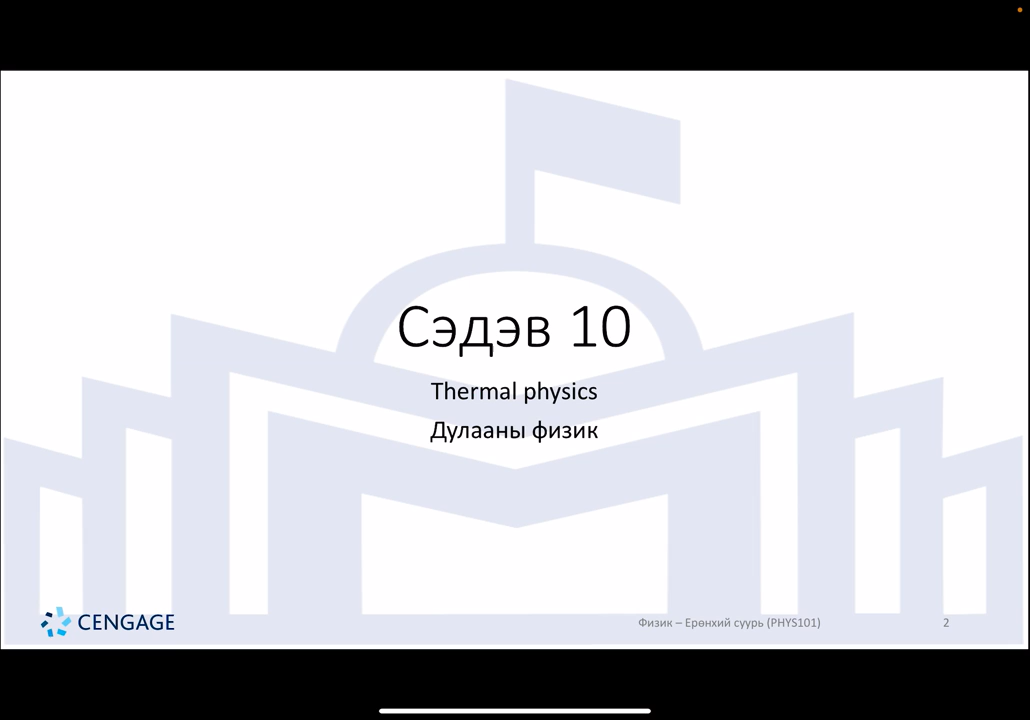 Сэдэв 10
Thermal physics
Дулааны физик
CENGAGE
Физик – Ерөнхий суурь (PHYS101)
2